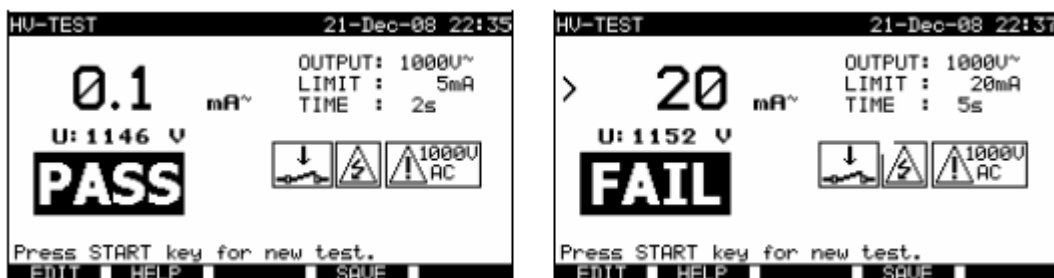 HV-TEST 21-Dec-08 22:35
OUTPUT: 1000V~
0.1 mA~
LIMIT : 5mA
TIME : 2s
U: 1146 V
PASS
1000V
AC
Press START key for new test.
EDIT HELP SAVE
HV-TEST 21-Dec-08 22:37
OUTPUT: 1000V~
> 20 mA~
LIMIT : 20mA
TIME : 5s
U: 1152 V
FAIL
1000V
AC
Press START key for new test.
EDIT HELP SAVE